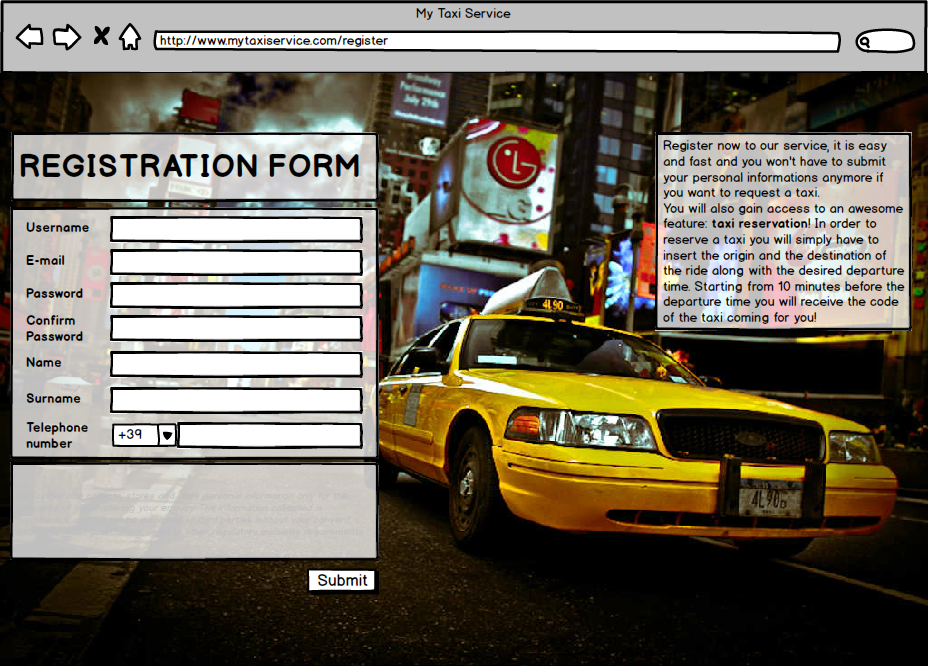 My Taxi Service
http://www.mytaxiservice.com/register
Broadway
Performance
July 29th
LG
REGISTRATION FORM
Register now to our service, it is easy
and fast and you won't have to submit
your personal informations anymore if
you want to request a taxi.
You will also gain access to an awesome
feature: taxi reservation! In order to
reserve a taxi you will simply have to
insert the origin and the destination of
the ride along with the desired departure
time. Starting from 10 minutes before the
departure time you will receive the code
of the taxi coming for you!
Username
E-mail
Password
Confirm
Password
Name
Surname
Telephone
number
+39
4L90
4L90
Submit